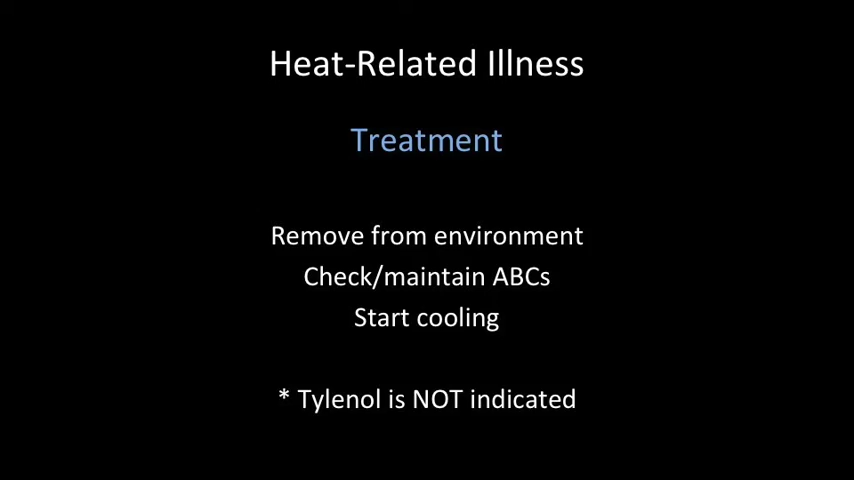 Heat-Related Illness
Treatment
Remove from environment
Check/maintain ABCs
Start cooling
* Tylenol is NOT indicated